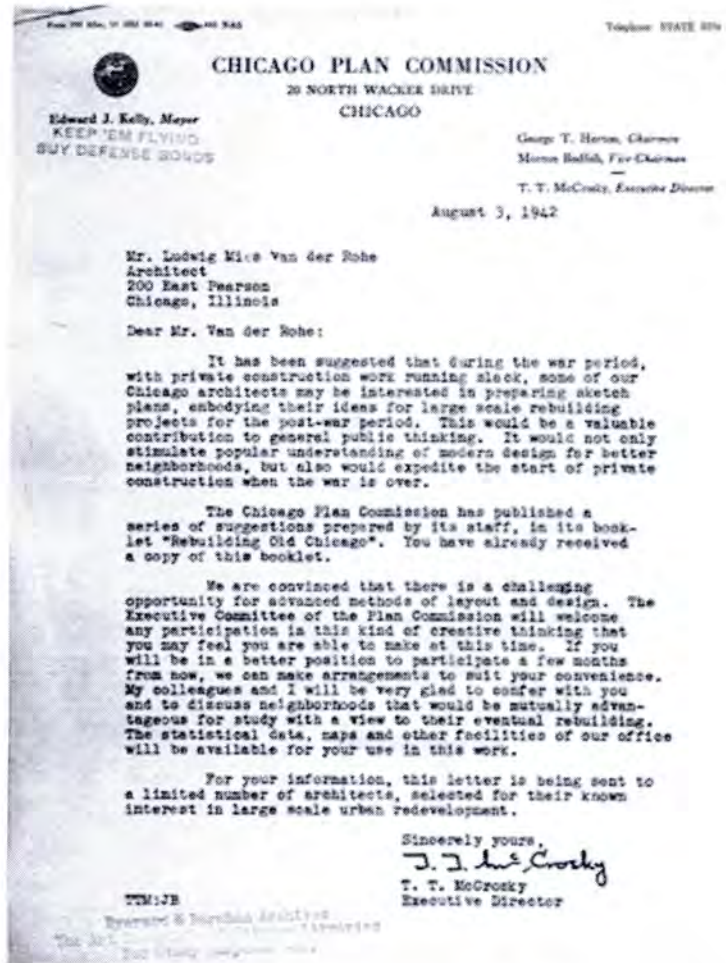 Telephone STATE
CHICAGO PLAN COMMISSION
20 NORTH WACKER DRIVE
CHICAGO
Edward J. Kelly, Mayor
KEEP 'EM FLYING
BUY DEFENSE BONDS
George T. Horton, Chairman
Morton Bodfish, Vice-Chairman
T. T. McCrosky, Executive Director
August 3, 1942
Mr. Ludwig Mies Van der Rohe
Architect
200 East Pearson
Chicago, Illinois
Dear Mr. Van der Rohe:
It has been suggested that during the war period,
with private construction work running slack, some of our
Chicago architects may be interested in preparing sketch
plans, embodying their ideas for large scale rebuilding
projects for the post-war period. This would be a valuable
contribution to general public thinking. It would not only
stimulate popular understanding of modern design for better
neighborhoods, but also would expedite the start of private
construction when the war is over.
The Chicago Plan Commission has published a
series of suggestions prepared by its staff, in its book-
let "Rebuilding Old Chicago". You have already received
a copy of this booklet.
We are convinced that there is a challenging
opportunity for advanced methods of layout and design. The
Executive Committee of the Plan Commission will welcome
any participation in this kind of creative thinking that
you may feel you are able to make at this time. If you
will be in a better position to participate a few months
from now, we can make arrangements to suit your convenience.
My colleagues and I will be very glad to confer with you
and to discuss neighborhoods that would be mutually advan-
tageous for study with a view to their eventual rebuilding.
The statistical data, maps and other facilities of our office
will be available for your use in this work.
For your information, this letter is being sent to
a limited number of architects, selected for their known
interest in large scale urban redevelopment.
Sincerely yours,
T. T. McCrosky
T. T. McCrosky
Executive Director
TTM:JB
Ryerson & Burnham Archives
The Art
For Study Purposes Only